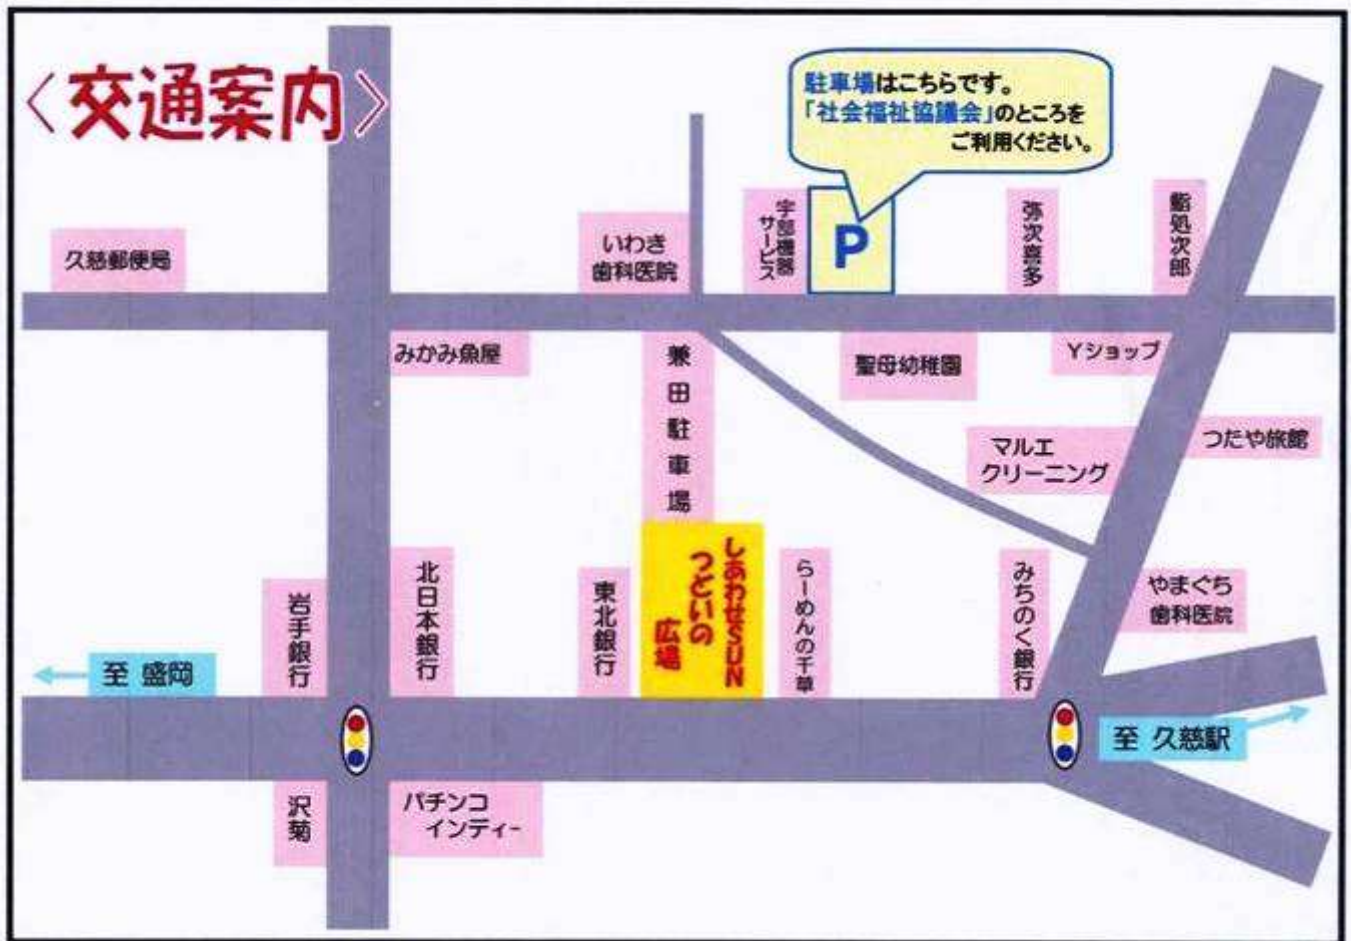 〈交通案内〉
駐車場はこちらです。
「社会福祉協議会」のところを
ご利用ください。
久慈郵便局
いわき
歯科医院
宇部機器
サービス
P
弥次喜多
鮨処次郎
みかみ魚屋
兼田駐車場
聖母幼稚園
Yショップ
マルエ
クリーニング
つたや旅館
岩手銀行
北日本銀行
東北銀行
しあわせSUN
つどいの
広場
らーめんの千草
みちのく銀行
やまぐち
歯科医院
至 盛岡
至 久慈駅
沢菊
パチンコ
インディー